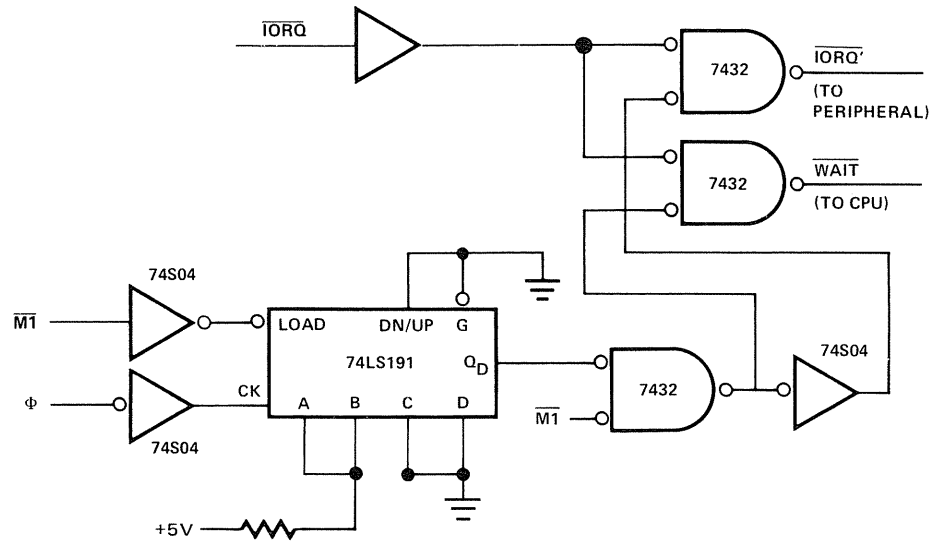 IORQ
7432
IORQ'
(TO
PERIPHERAL)
7432
WAIT
(TO CPU)
74S04
M1
LOAD
DN/UP
G
74LS191
QD
Φ
CK
A
B
C
D
74S04
7432
M1
74S04
+5V